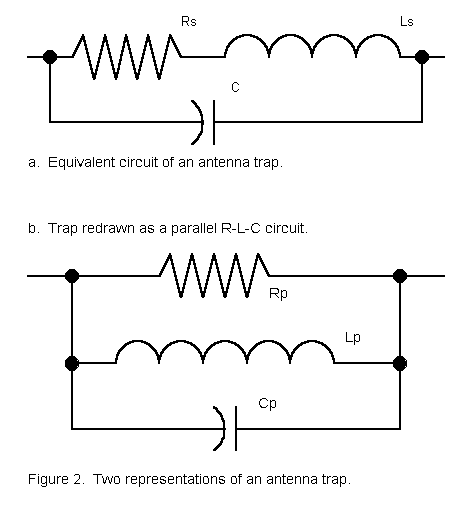 Rs
Ls
C
a. Equivalent circuit of an antenna trap.
b. Trap redrawn as a parallel R-L-C circuit.
Rp
Lp
Cp
Figure 2. Two representations of an antenna trap.